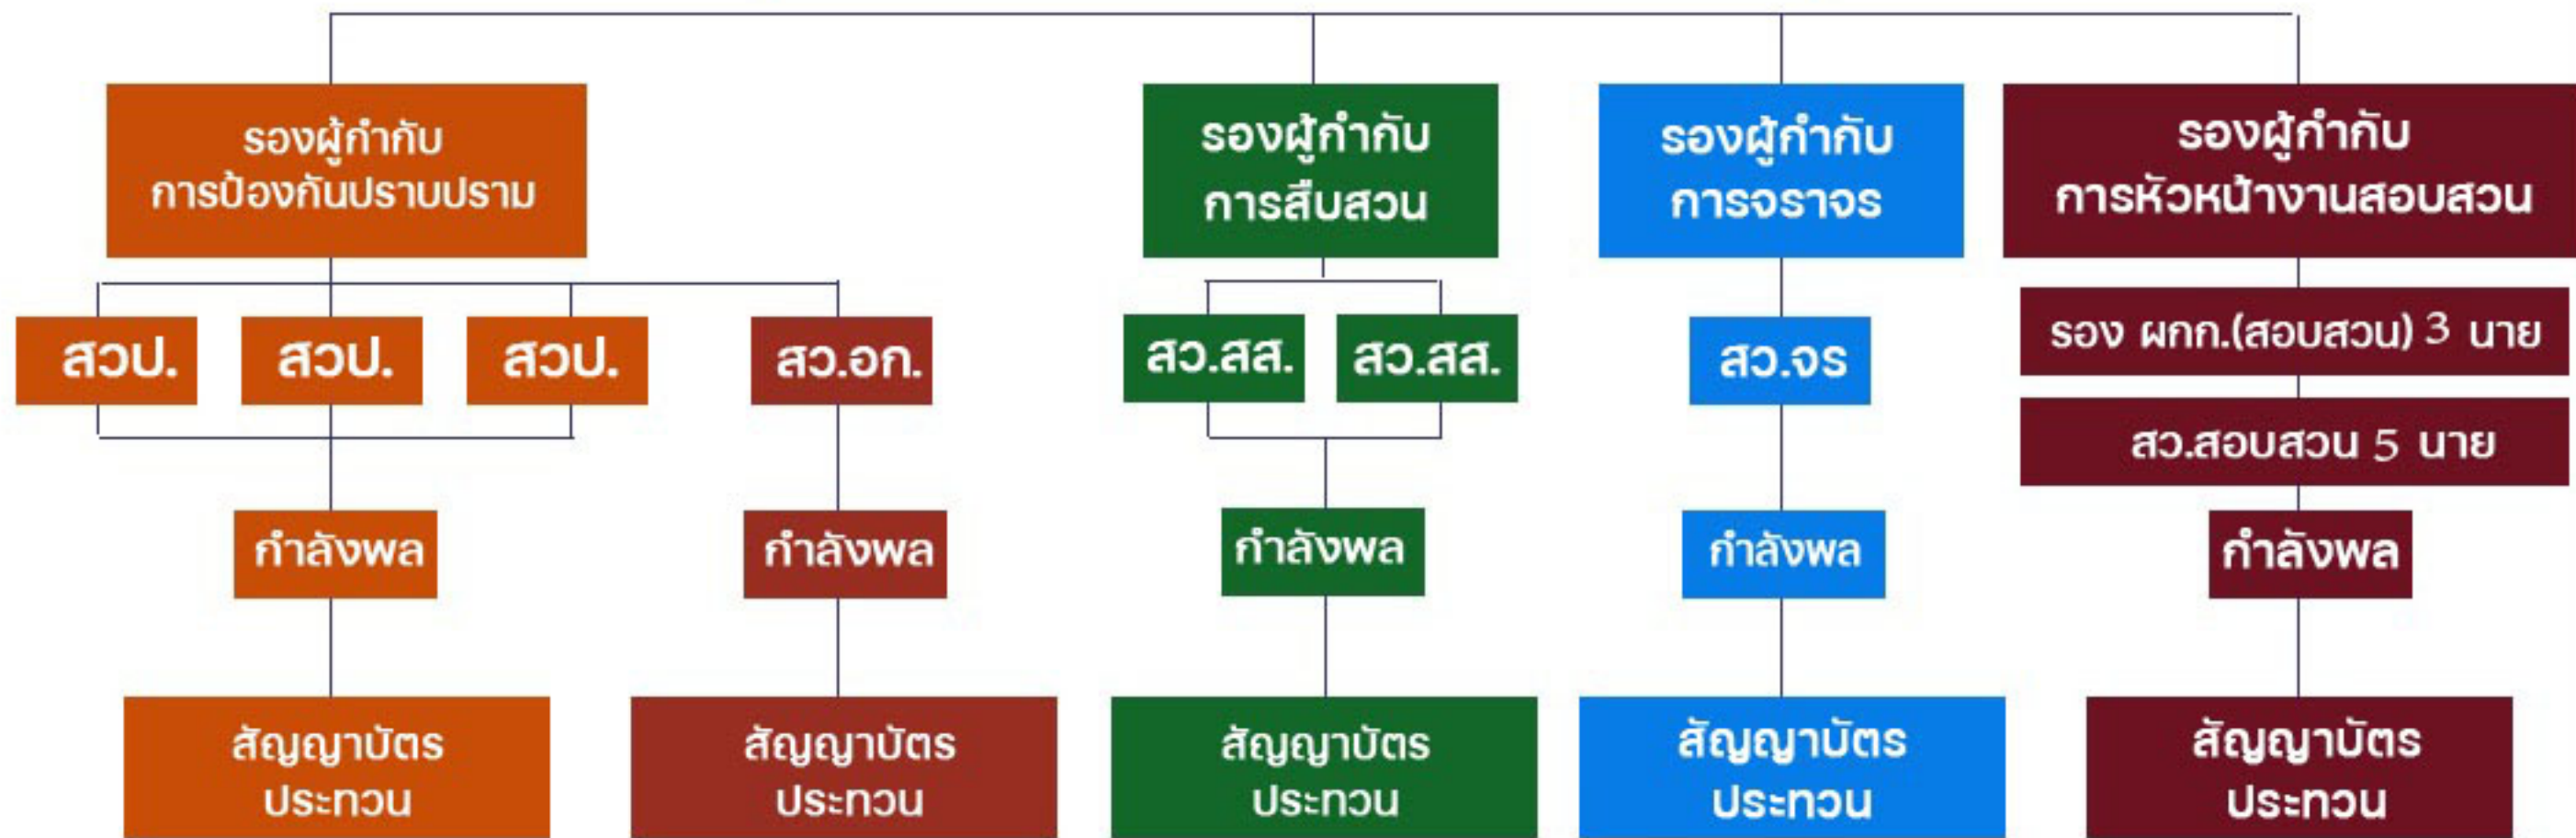 รองผู้กำกับ
การป้องกันปราบปราม
รองผู้กำกับ
การสืบสวน
รองผู้กำกับ
การจราจร
รองผู้กำกับ
การหัวหน้างานสอบสวน
สวป.
สวป.
สวป.
สว.อก.
สว.สส.
สว.สส.
สว.จร
รอง ผกก.(สอบสวน) 3 นาย
สว.สอบสวน 5 นาย
กำลังพล
กำลังพล
กำลังพล
กำลังพล
กำลังพล
สัญญาบัตร
ประทวน
สัญญาบัตร
ประทวน
สัญญาบัตร
ประทวน
สัญญาบัตร
ประทวน
สัญญาบัตร
ประทวน